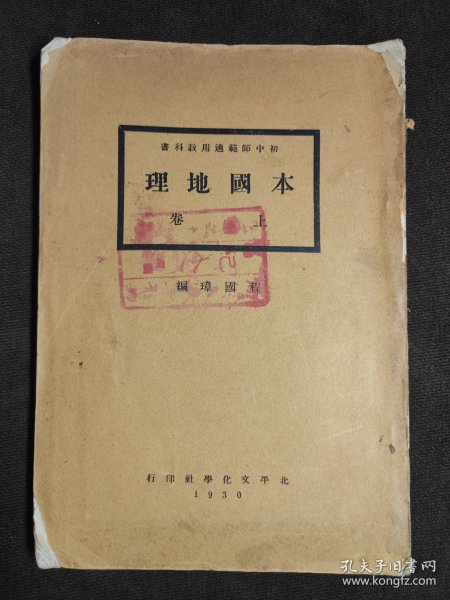 初中師範適用教科書
本國地理
上卷
程國璋編
北平文化學社印行
1930
孔夫子旧书网
www.kongfz.com